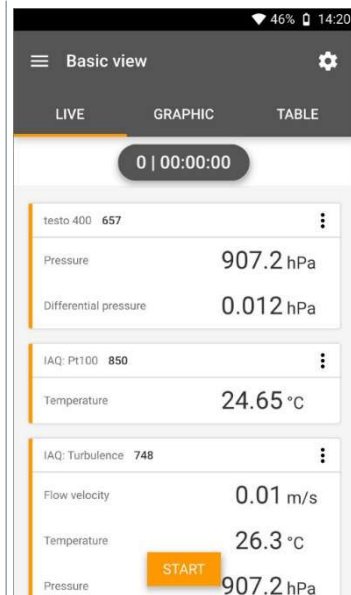 46% 14:20
Basic view
LIVE GRAPHIC TABLE
0 | 00:00:00
testo 400 657
Pressure 907.2 hPa
Differential pressure 0.012 hPa
IAQ: Pt100 850
Temperature 24.65 °C
IAQ: Turbulence 748
Flow velocity 0.01 m/s
Temperature 26.3 °C
START
Pressure 907.2 hPa